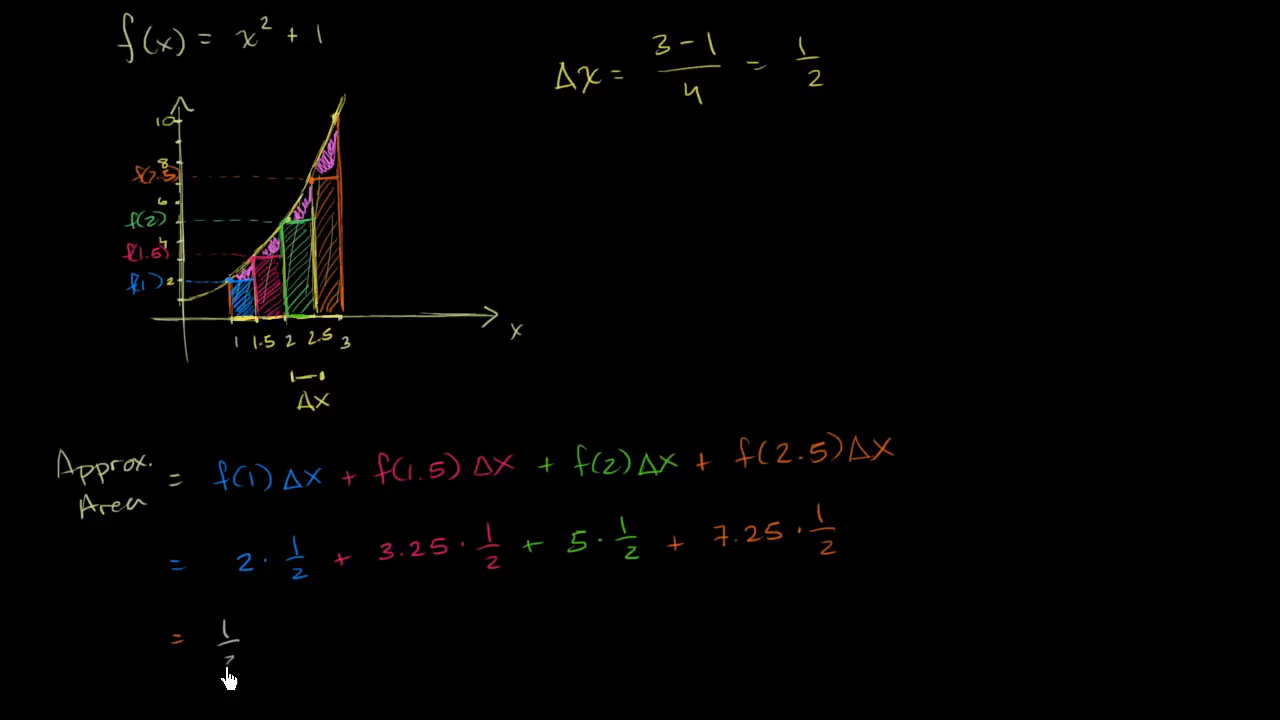 f(x) = x² + 1
Δx = (3 - 1)/4 = 1/2
10
8
f(2.5)
6
f(2)
4
f(1.5)
f(1) 2
1 1.5 2 2.5 3
x
Δx
Approx. Area = f(1) Δx + f(1.5) Δx + f(2) Δx + f(2.5) Δx
= 2 · 1/2 + 3.25 · 1/2 + 5 · 1/2 + 7.25 · 1/2
= 1/2